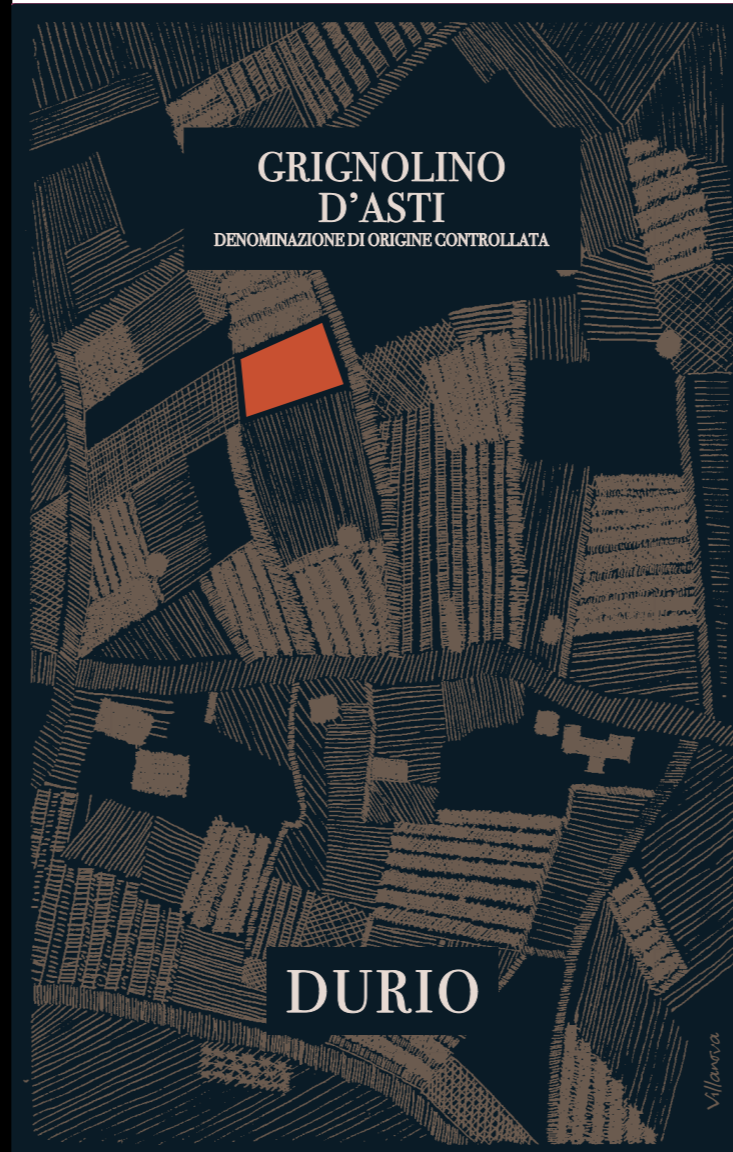 GRIGNOLINO
D’ASTI
DENOMINAZIONE DI ORIGINE CONTROLLATA
DURIO
Villanova